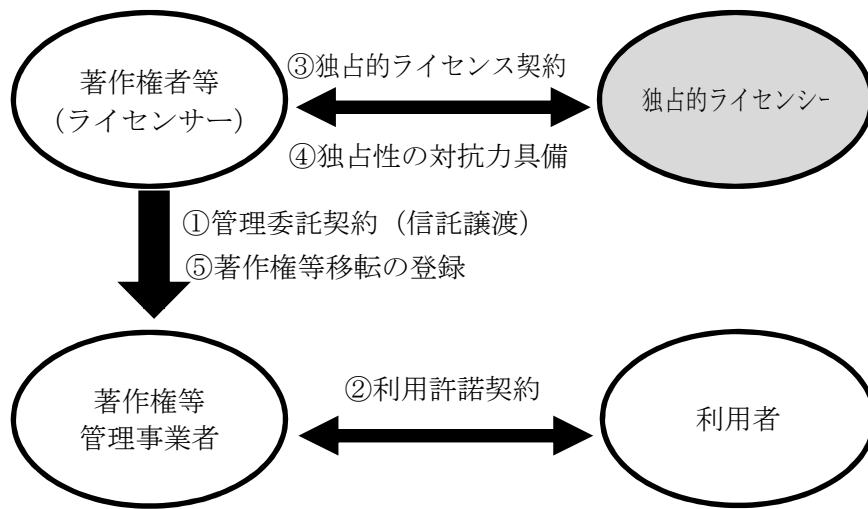 著作権者等
（ライセンサー）
③独占的ライセンス契約
④独占性の対抗力具備
独占的ライセンシー
①管理委託契約（信託譲渡）
⑤著作権等移転の登録
著作権等
管理事業者
②利用許諾契約
利用者